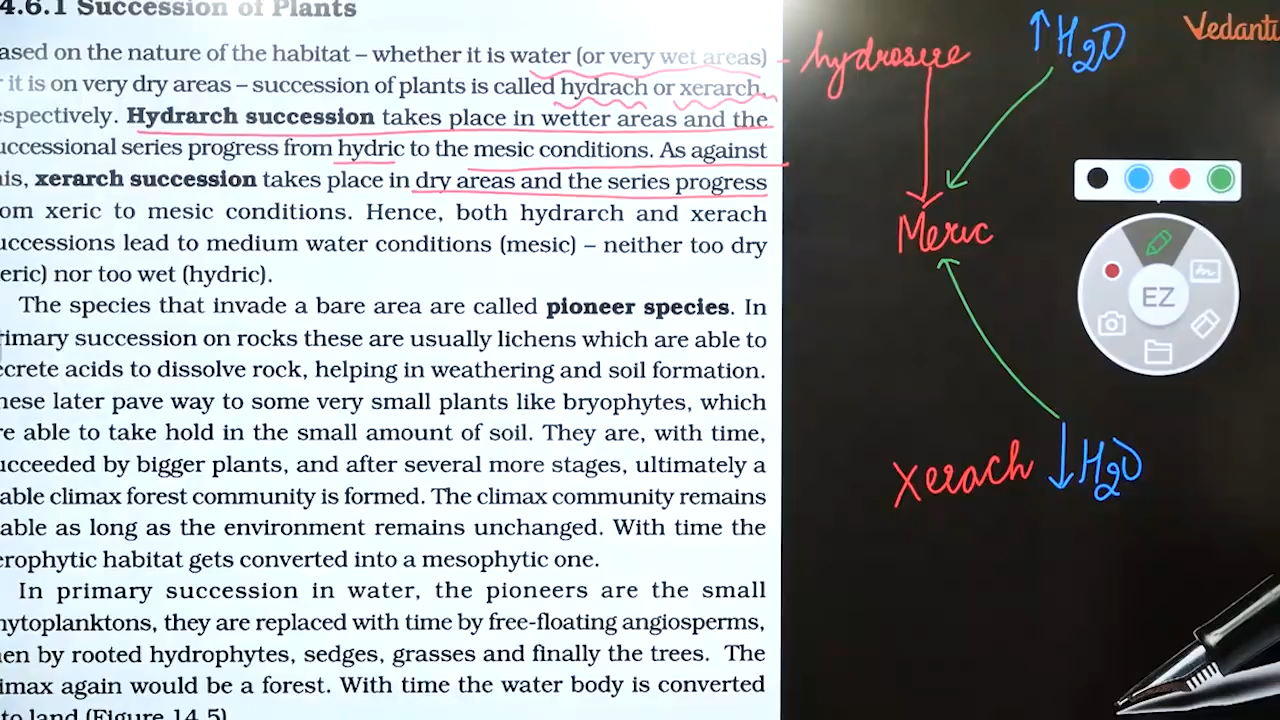 4.6.1 Succession of Plants
ased on the nature of the habitat – whether it is water (or very wet areas)
r it is on very dry areas – succession of plants is called hydrach or xerarch,
espectively. Hydrarch succession takes place in wetter areas and the
uccessional series progress from hydric to the mesic conditions. As against
his, xerarch succession takes place in dry areas and the series progress
om xeric to mesic conditions. Hence, both hydrarch and xerach
uccessions lead to medium water conditions (mesic) – neither too dry
eric) nor too wet (hydric).
The species that invade a bare area are called pioneer species. In
rimary succession on rocks these are usually lichens which are able to
ecrete acids to dissolve rock, helping in weathering and soil formation.
hese later pave way to some very small plants like bryophytes, which
re able to take hold in the small amount of soil. They are, with time,
ucceeded by bigger plants, and after several more stages, ultimately a
able climax forest community is formed. The climax community remains
able as long as the environment remains unchanged. With time the
erophytic habitat gets converted into a mesophytic one.
In primary succession in water, the pioneers are the small
hytoplanktons, they are replaced with time by free-floating angiosperms,
hen by rooted hydrophytes, sedges, grasses and finally the trees. The
imax again would be a forest. With time the water body is converted
to land (Figure 14.5)
Vedantu
↑H₂O
- hydrosere
EZ
Mesic
Xerach ↓H₂O